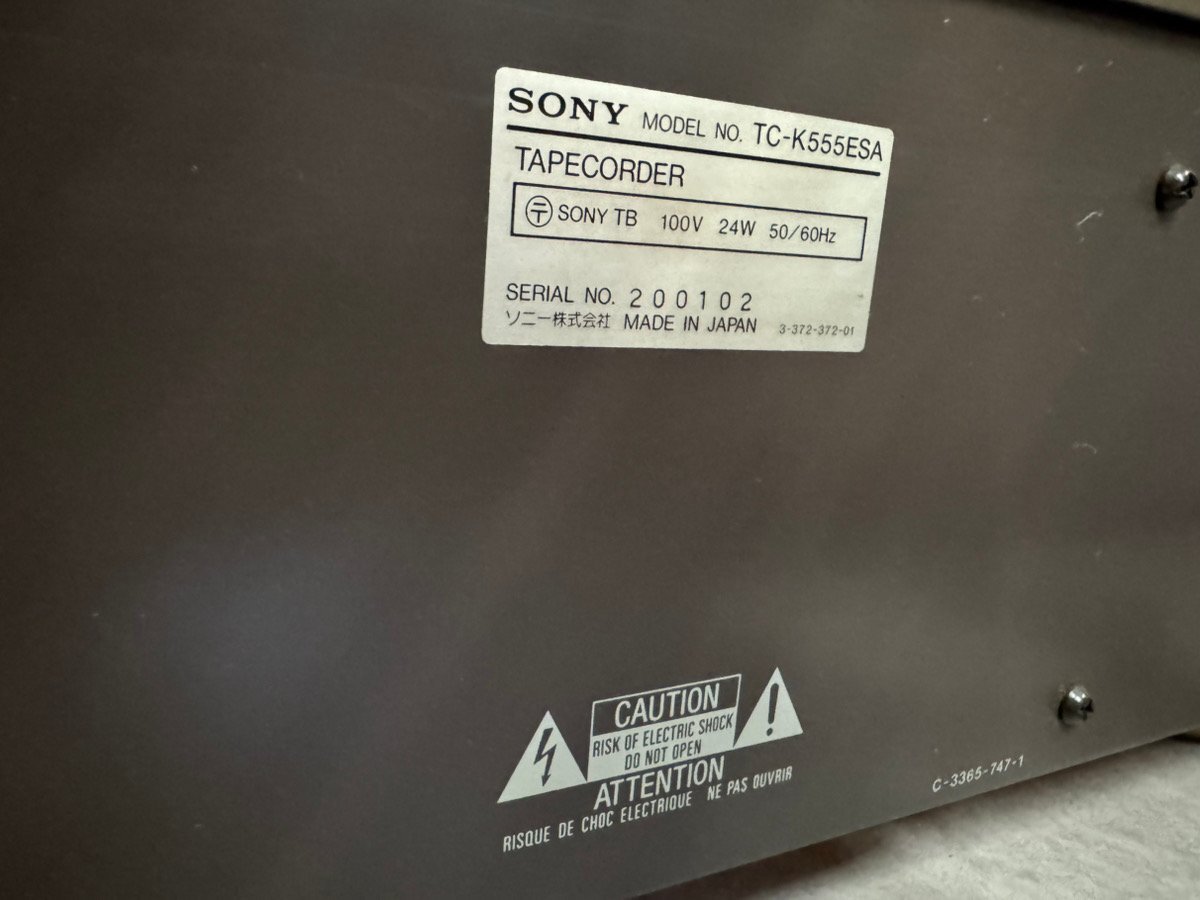 SONY MODEL NO. TC-K555ESA
TAPECORDER
〒 SONY TB 100V 24W 50/60Hz
SERIAL NO. 200102
ソニー株式会社 MADE IN JAPAN 3-372-372-01
CAUTION
RISK OF ELECTRIC SHOCK
DO NOT OPEN
ATTENTION
RISQUE DE CHOC ELECTRIQUE NE PAS OUVRIR
C-3365-747-1